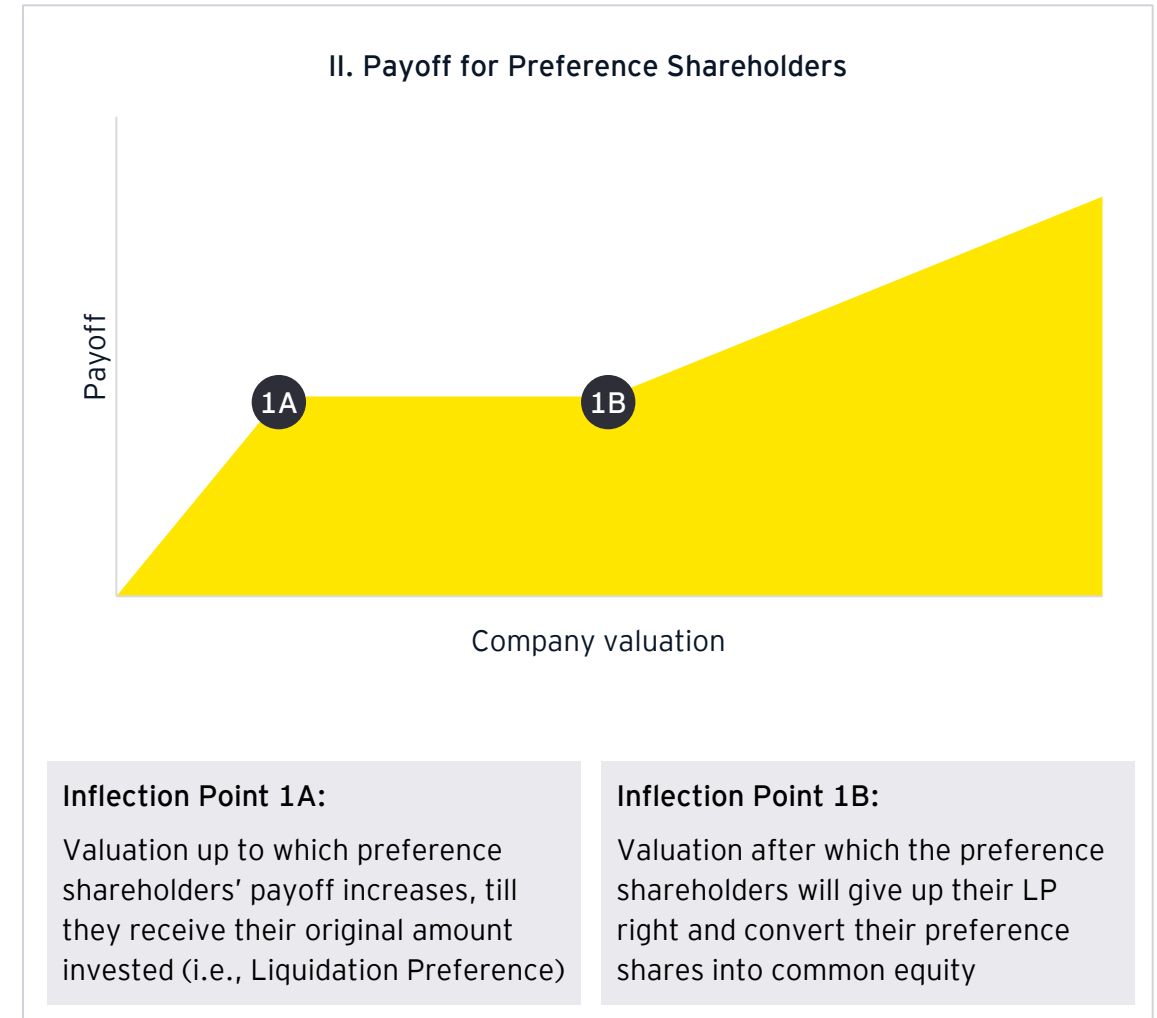 II. Payoff for Preference Shareholders
Payoff
1A
1B
Company valuation
Inflection Point 1A:
Valuation up to which preference
shareholders’ payoff increases, till
they receive their original amount
invested (i.e., Liquidation Preference)
Inflection Point 1B:
Valuation after which the preference
shareholders will give up their LP
right and convert their preference
shares into common equity